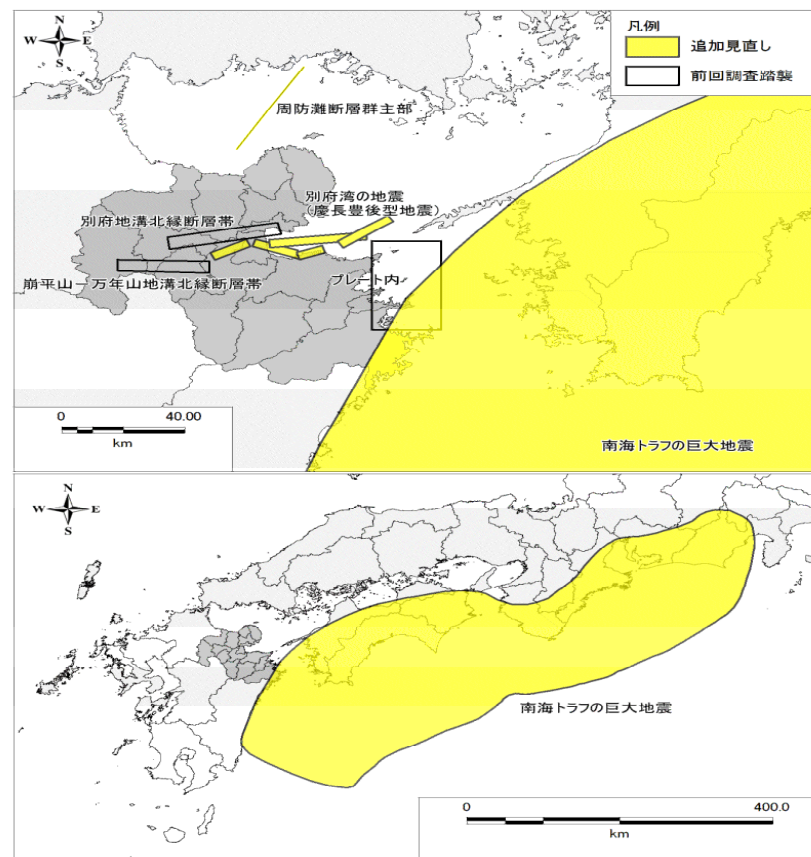 N
W E
S
凡例
追加見直し
前回調査踏襲
周防灘断層群主部
別府湾の地震
(慶長豊後型地震)
別府地溝北縁断層帯
プレート内
崩平山－万年山地溝北縁断層帯
0 40.00
km
南海トラフの巨大地震
N
W E
S
南海トラフの巨大地震
0 400.0
km